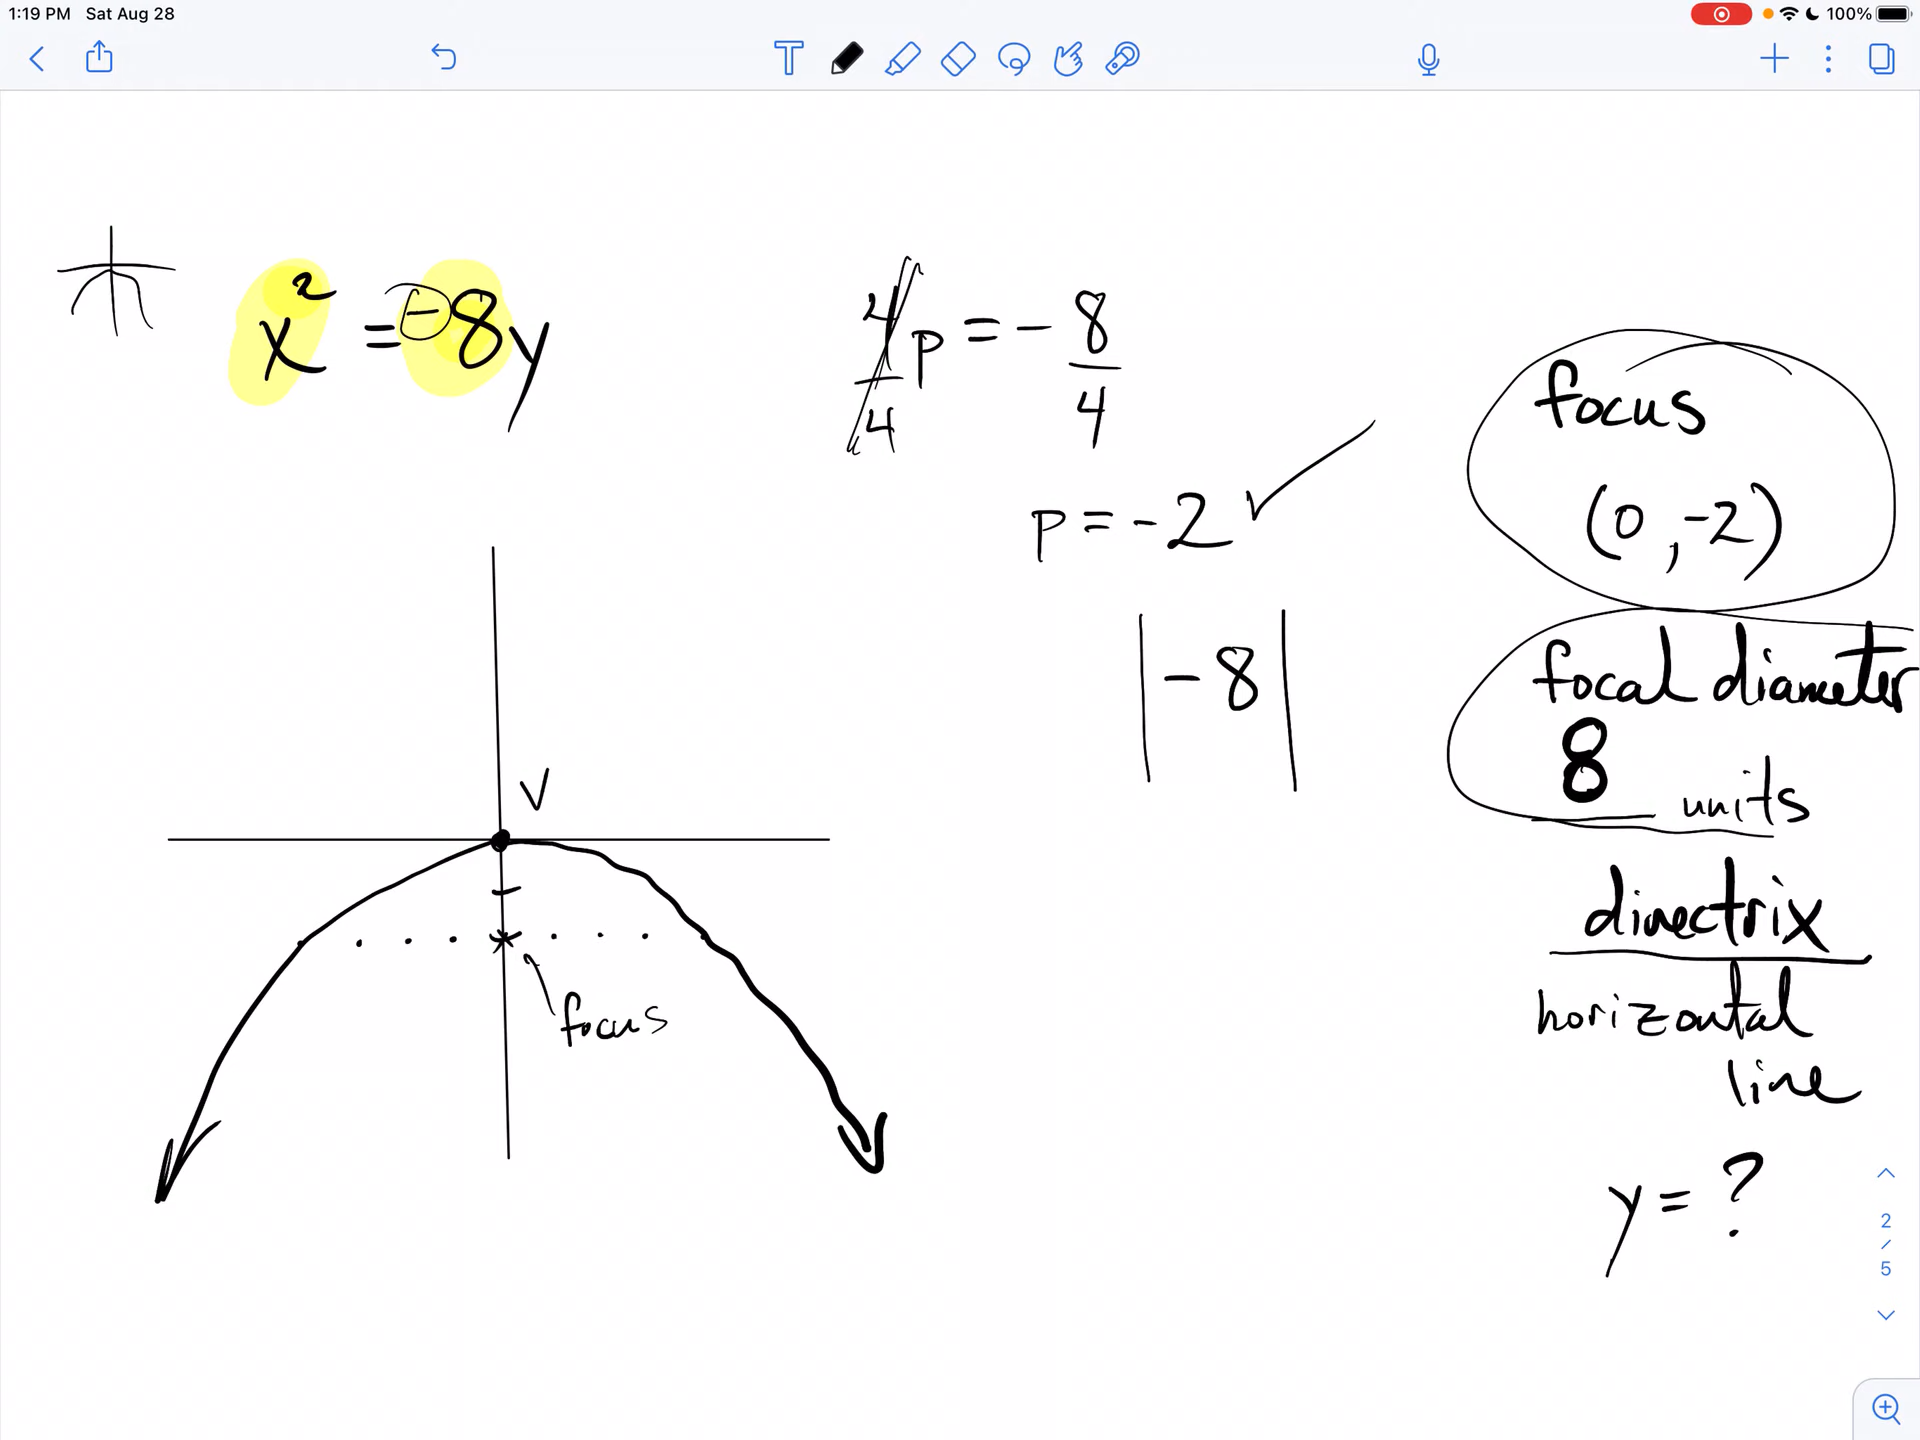 1:19 PM Sat Aug 28
100%
x² = -8y
4p = -8
4 4
p = -2
focus
(0, -2)
|-8|
focal diameter
8 units
V
directrix
horizontal
line
focus
y = ?
2
/
5